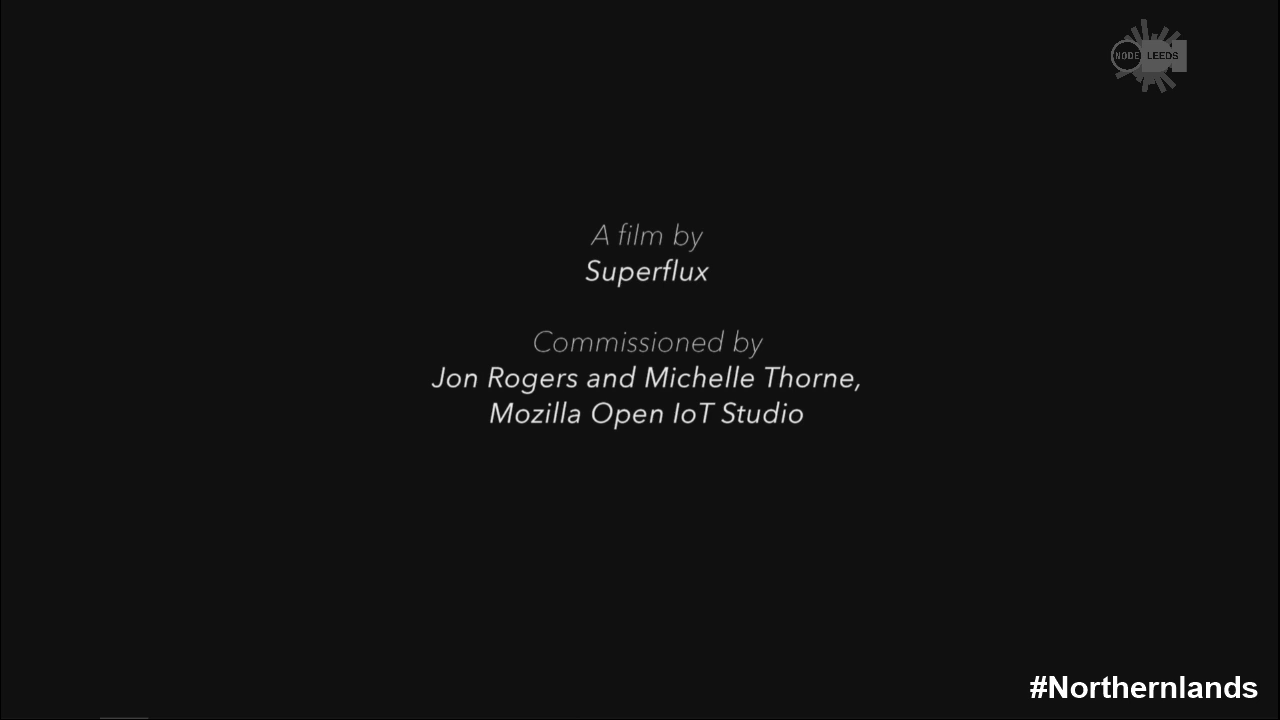 NODE LEEDS
A film by
Superflux
Commissioned by
Jon Rogers and Michelle Thorne,
Mozilla Open IoT Studio
#Northernlands